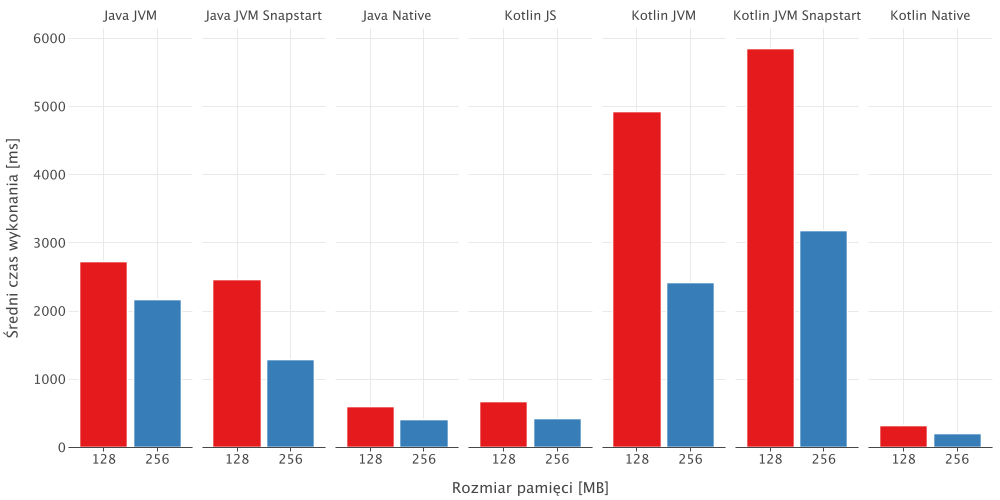 Java JVM
Java JVM Snapstart
Java Native
Kotlin JS
Kotlin JVM
Kotlin JVM Snapstart
Kotlin Native
Średni czas wykonania [ms]
6000
5000
4000
3000
2000
1000
0
128 256 128 256 128 256 128 256 128 256 128 256 128 256
Rozmiar pamięci [MB]